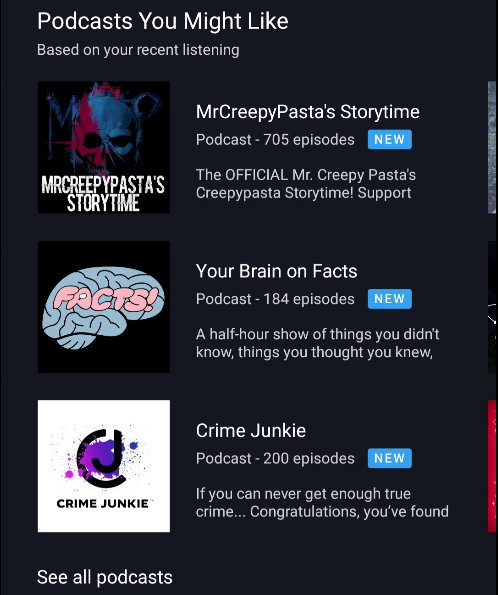 Podcasts You Might Like
Based on your recent listening
MRCREEPYPASTA'S
STORYTIME
MrCreepyPasta's Storytime
Podcast - 705 episodes NEW
The OFFICIAL Mr. Creepy Pasta's
Creepypasta Storytime! Support
FACTS!
Your Brain on Facts
Podcast - 184 episodes NEW
A half-hour show of things you didn't
know, things you thought you knew,
CJ
CRIME JUNKIE
Crime Junkie
Podcast - 200 episodes NEW
If you can never get enough true
crime... Congratulations, you've found
See all podcasts